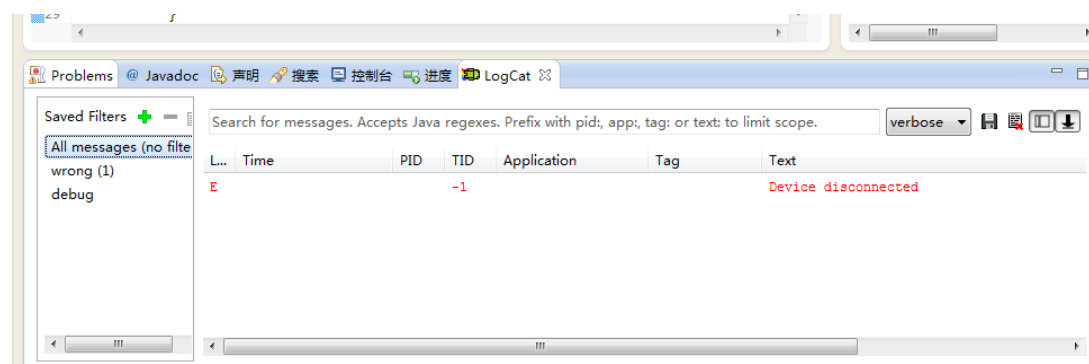 29 }
Problems @ Javadoc 声明 搜索 控制台 进度 LogCat
Saved Filters
Search for messages. Accepts Java regexes. Prefix with pid:, app:, tag: or text: to limit scope. verbose
All messages (no filte
wrong (1)
debug
L... Time PID TID Application Tag Text
E -1 Device disconnected